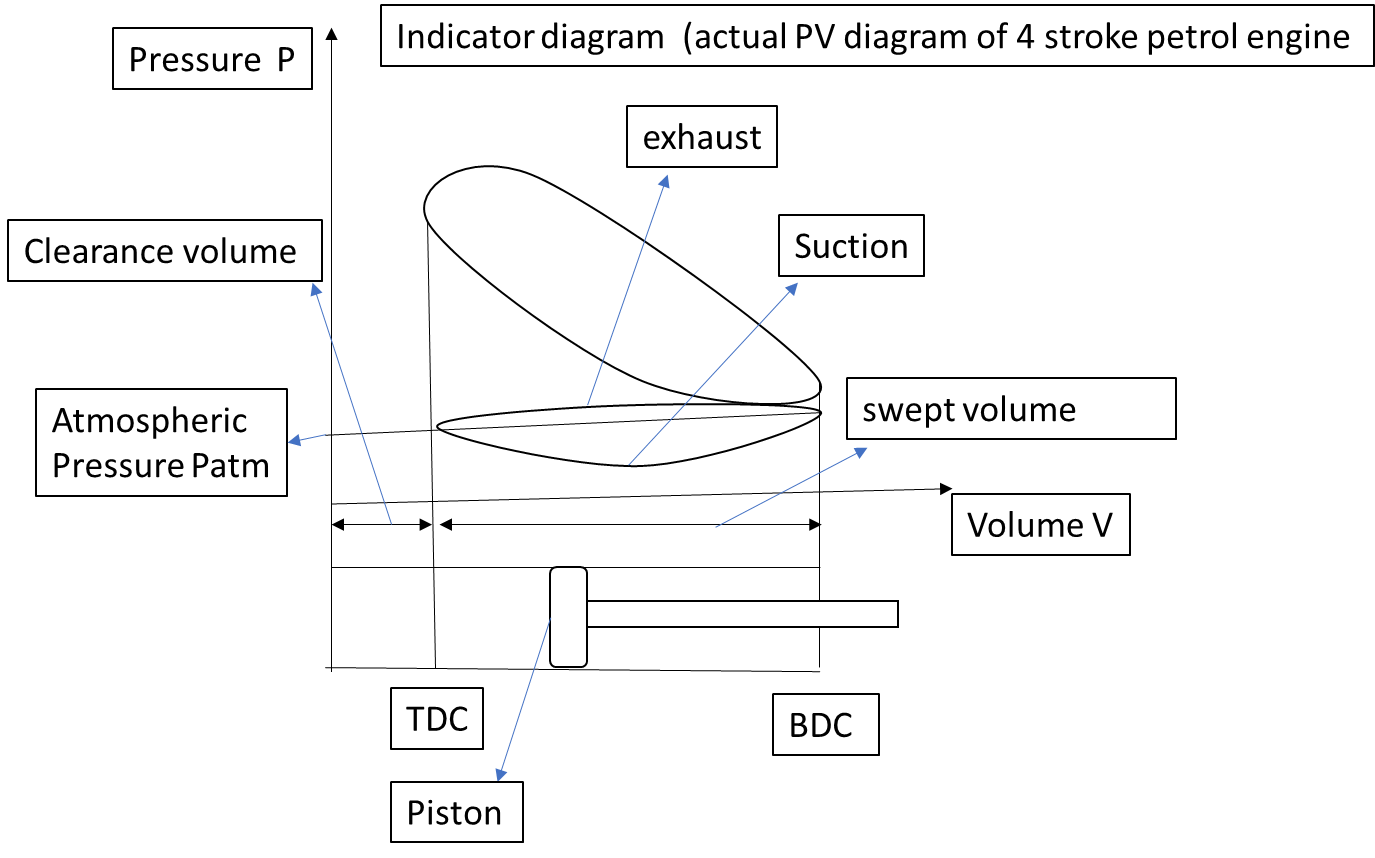 Indicator diagram  (actual PV diagram of 4 stroke petrol engine
Pressure  P
exhaust
Suction
Clearance volume
Atmospheric
Pressure Patm
swept volume
Volume V
TDC
BDC
Piston